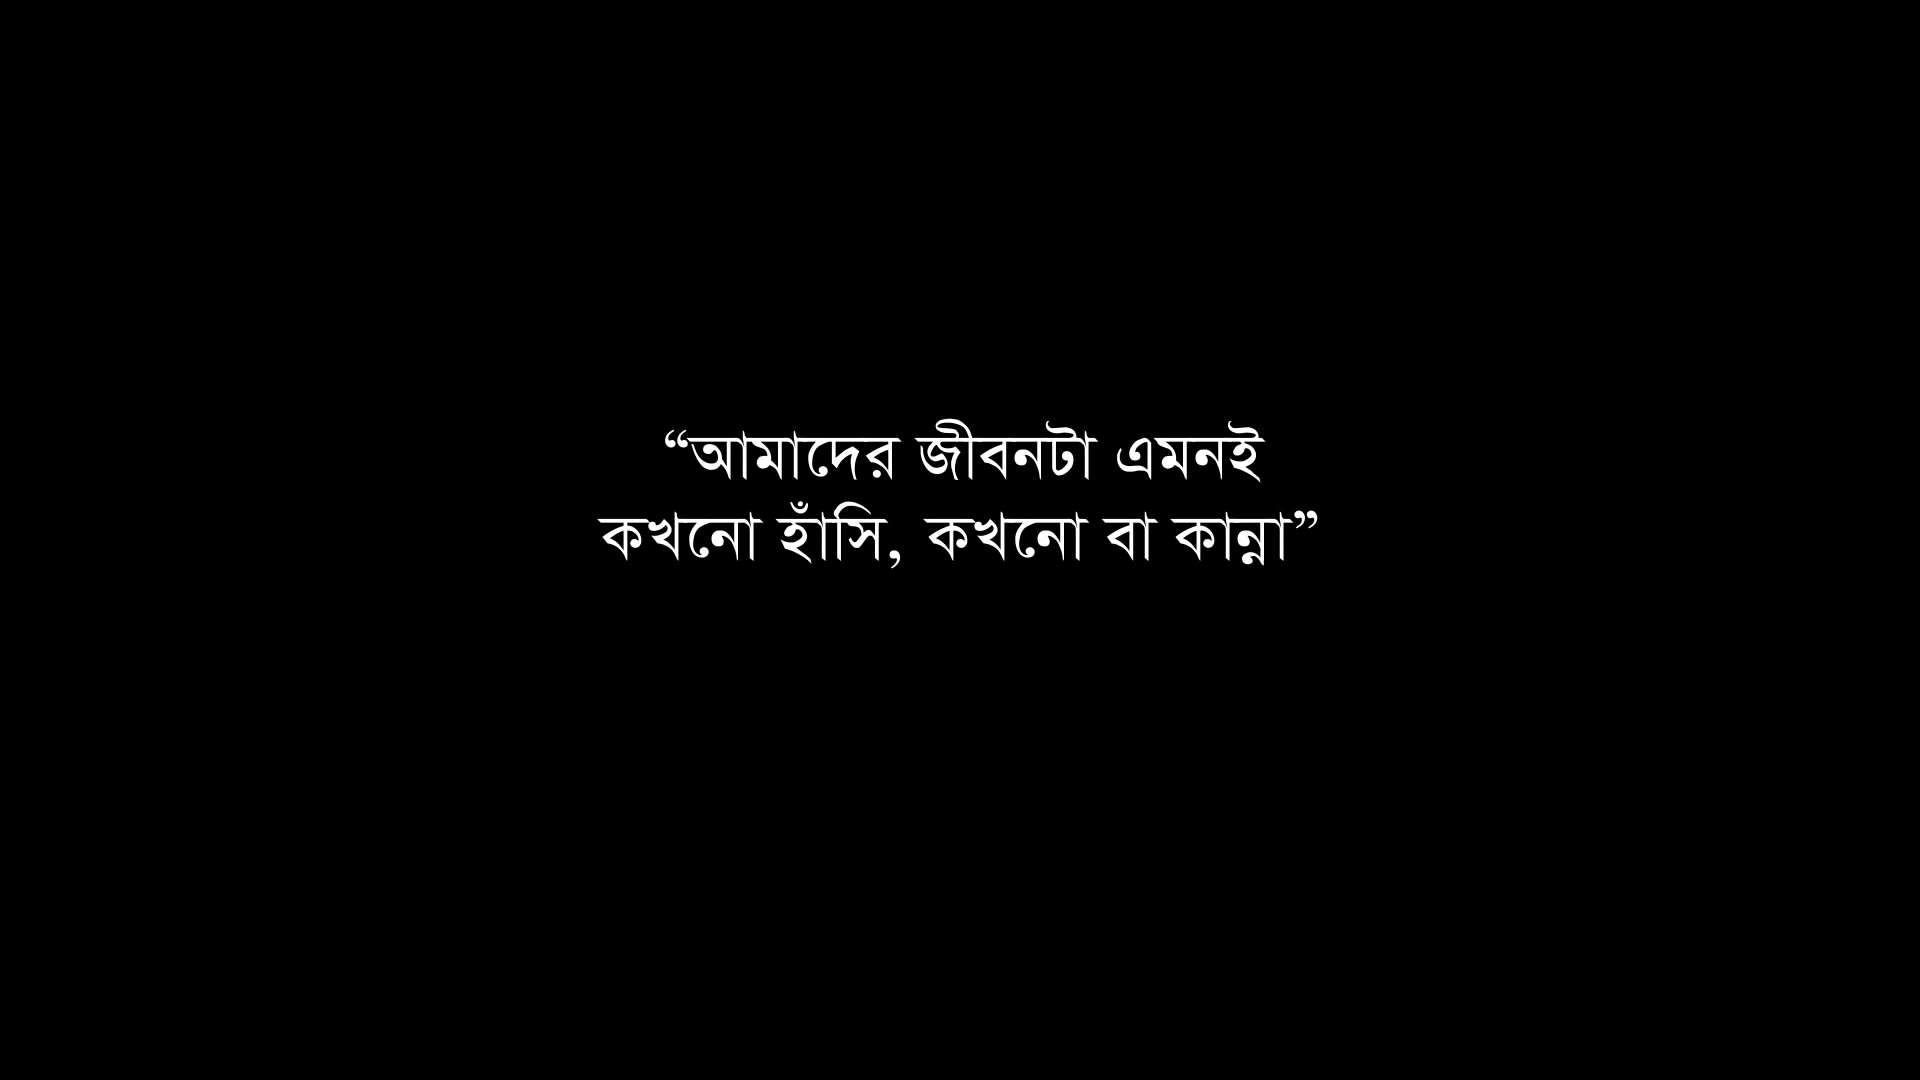 “আমাদের জীবনটা এমনই
কখনো হাঁসি, কখনো বা কান্না”